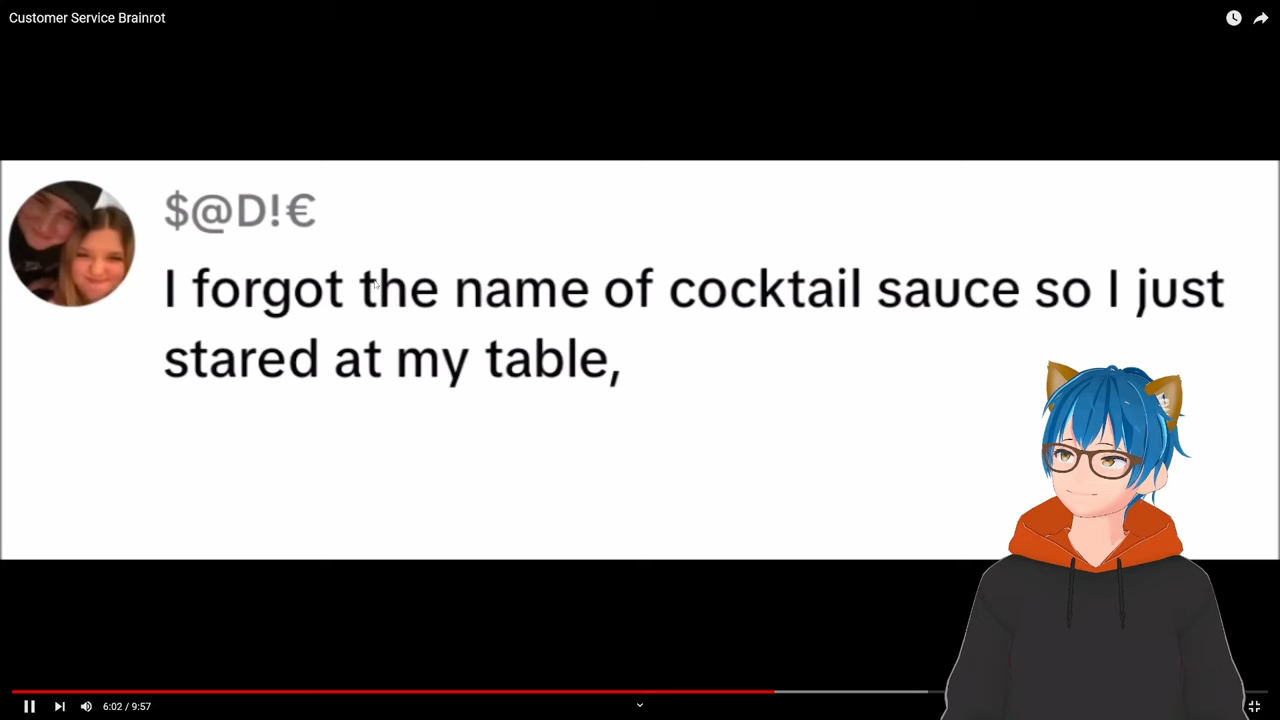 Customer Service Brainrot
$@D!€
I forgot the name of cocktail sauce so I just
stared at my table,
6:02 / 9:57